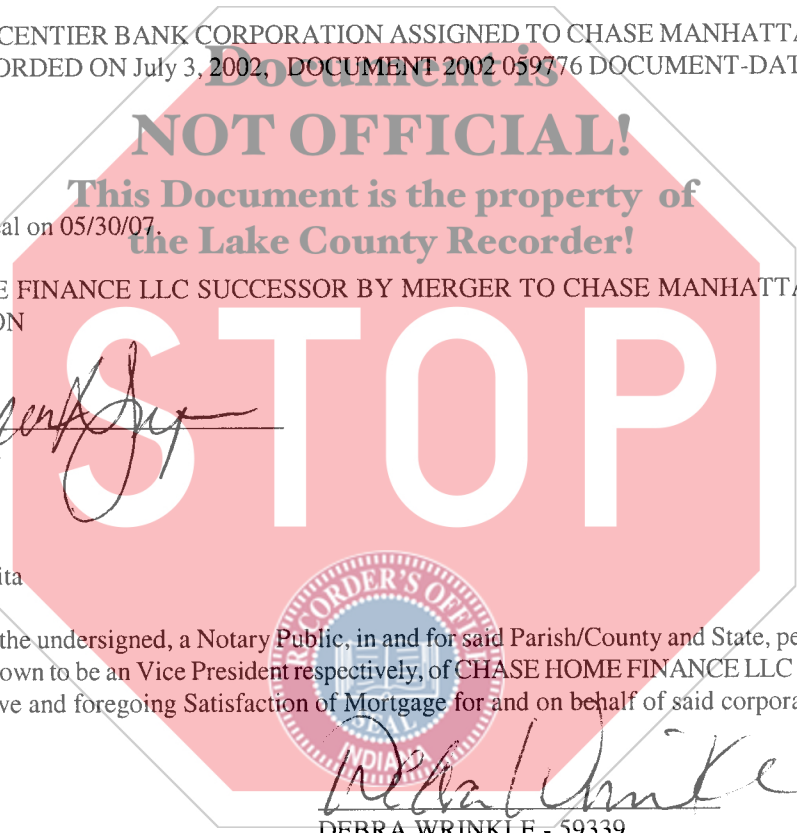 CENTIER BANK CORPORATION ASSIGNED TO CHASE MANHATTA
ORDED ON July 3, 2002, DOCUMENT 2002 059776 DOCUMENT-DAT
Document is
NOT OFFICIAL!
This Document is the property of
the Lake County Recorder!
al on 05/30/07.
E FINANCE LLC SUCCESSOR BY MERGER TO CHASE MANHATTA
ON
STOP
ita
the undersigned, a Notary Public, in and for said Parish/County and State, pe
own to be an Vice President respectively, of CHASE HOME FINANCE LLC
ve and foregoing Satisfaction of Mortgage for and on behalf of said corpora
RECORDER'S OFFICE
SEAL
INDIANA
Debra Wrinkle
DEBRA WRINKLE - 59339